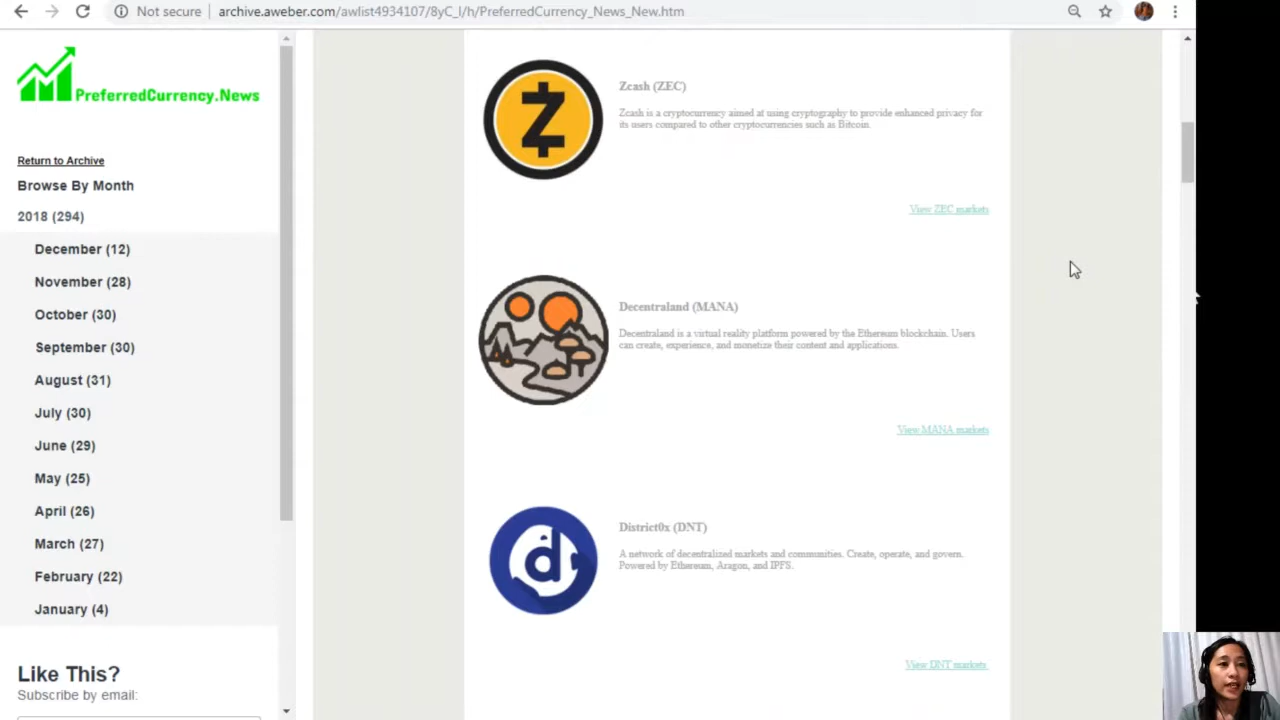 Not secure
archive.aweber.com/awlist4934107/8yC_l/h/PreferredCurrency_News_New.htm
PreferredCurrency.News
Return to Archive
Browse By Month
2018 (294)
December (12)
November (28)
October (30)
September (30)
August (31)
July (30)
June (29)
May (25)
April (26)
March (27)
February (22)
January (4)
Like This?
Subscribe by email:
Zcash (ZEC)
Zcash is a cryptocurrency aimed at using cryptography to provide enhanced privacy for
its users compared to other cryptocurrencies such as Bitcoin.
View ZEC markets
Decentraland (MANA)
Decentraland is a virtual reality platform powered by the Ethereum blockchain. Users
can create, experience, and monetize their content and applications.
View MANA markets
d
District0x (DNT)
A network of decentralized markets and communities. Create, operate, and govern.
Powered by Ethereum, Aragon, and IPFS.
View DNT markets